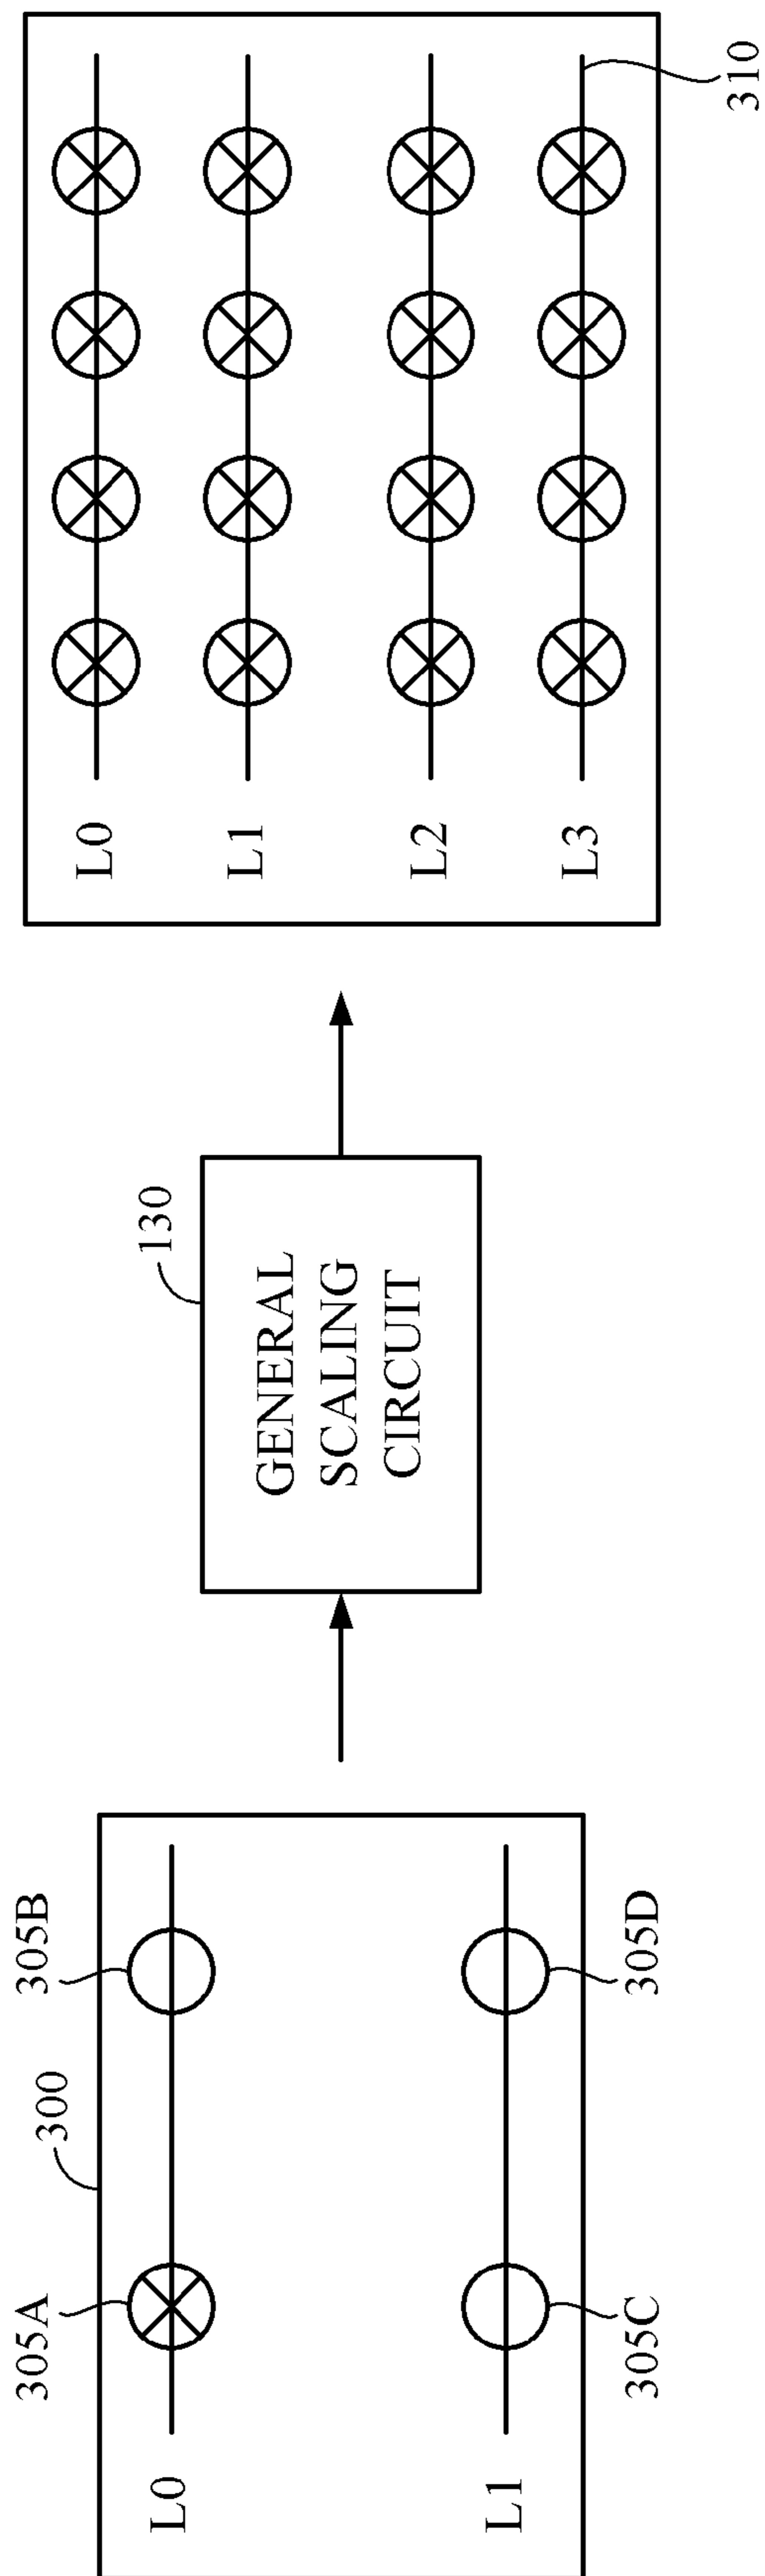 305A
300
305B
L0
L1
305C
305D
130
GENERAL
SCALING
CIRCUIT
L0
L1
L2
L3
310